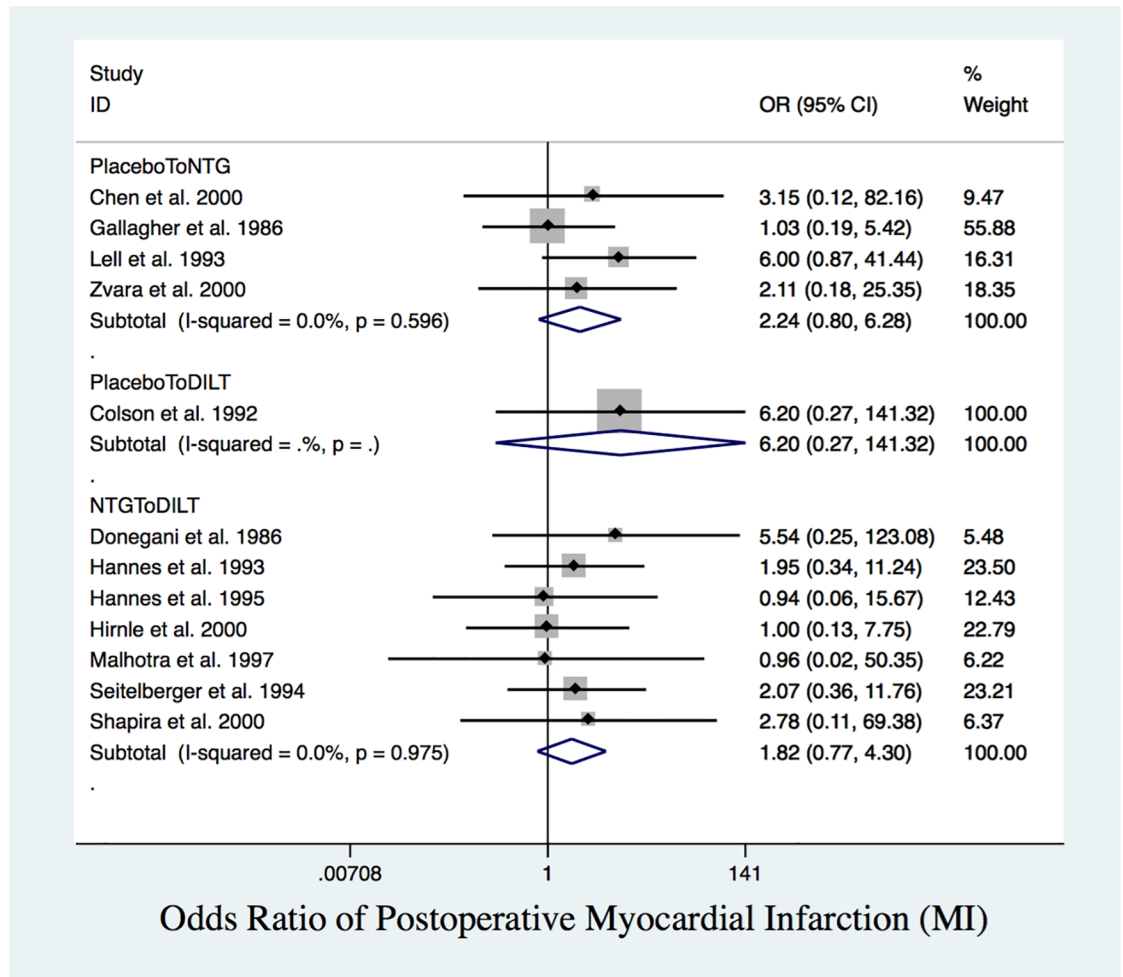 Study %
ID OR (95% CI) Weight
PlaceboToNTG
Chen et al. 2000 3.15 (0.12, 82.16) 9.47
Gallagher et al. 1986 1.03 (0.19, 5.42) 55.88
Lell et al. 1993 6.00 (0.87, 41.44) 16.31
Zvara et al. 2000 2.11 (0.18, 25.35) 18.35
Subtotal (I-squared = 0.0%, p = 0.596) 2.24 (0.80, 6.28) 100.00
.
PlaceboToDILT
Colson et al. 1992 6.20 (0.27, 141.32) 100.00
Subtotal (I-squared = .%, p = .) 6.20 (0.27, 141.32) 100.00
.
NTGToDILT
Donegani et al. 1986 5.54 (0.25, 123.08) 5.48
Hannes et al. 1993 1.95 (0.34, 11.24) 23.50
Hannes et al. 1995 0.94 (0.06, 15.67) 12.43
Hirnle et al. 2000 1.00 (0.13, 7.75) 22.79
Malhotra et al. 1997 0.96 (0.02, 50.35) 6.22
Seitelberger et al. 1994 2.07 (0.36, 11.76) 23.21
Shapira et al. 2000 2.78 (0.11, 69.38) 6.37
Subtotal (I-squared = 0.0%, p = 0.975) 1.82 (0.77, 4.30) 100.00
.
.00708 1 141
Odds Ratio of Postoperative Myocardial Infarction (MI)